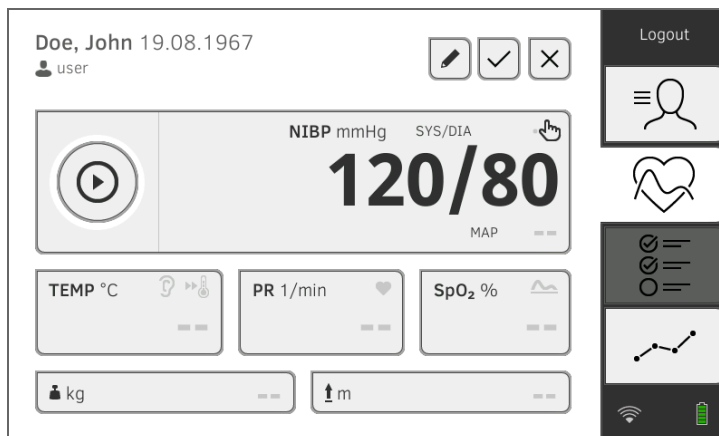 Doe, John 19.08.1967
user
Logout
NIBP mmHg SYS/DIA
120/80
MAP --
TEMP °C
--
PR 1/min
--
SpO₂ %
--
kg --
m --